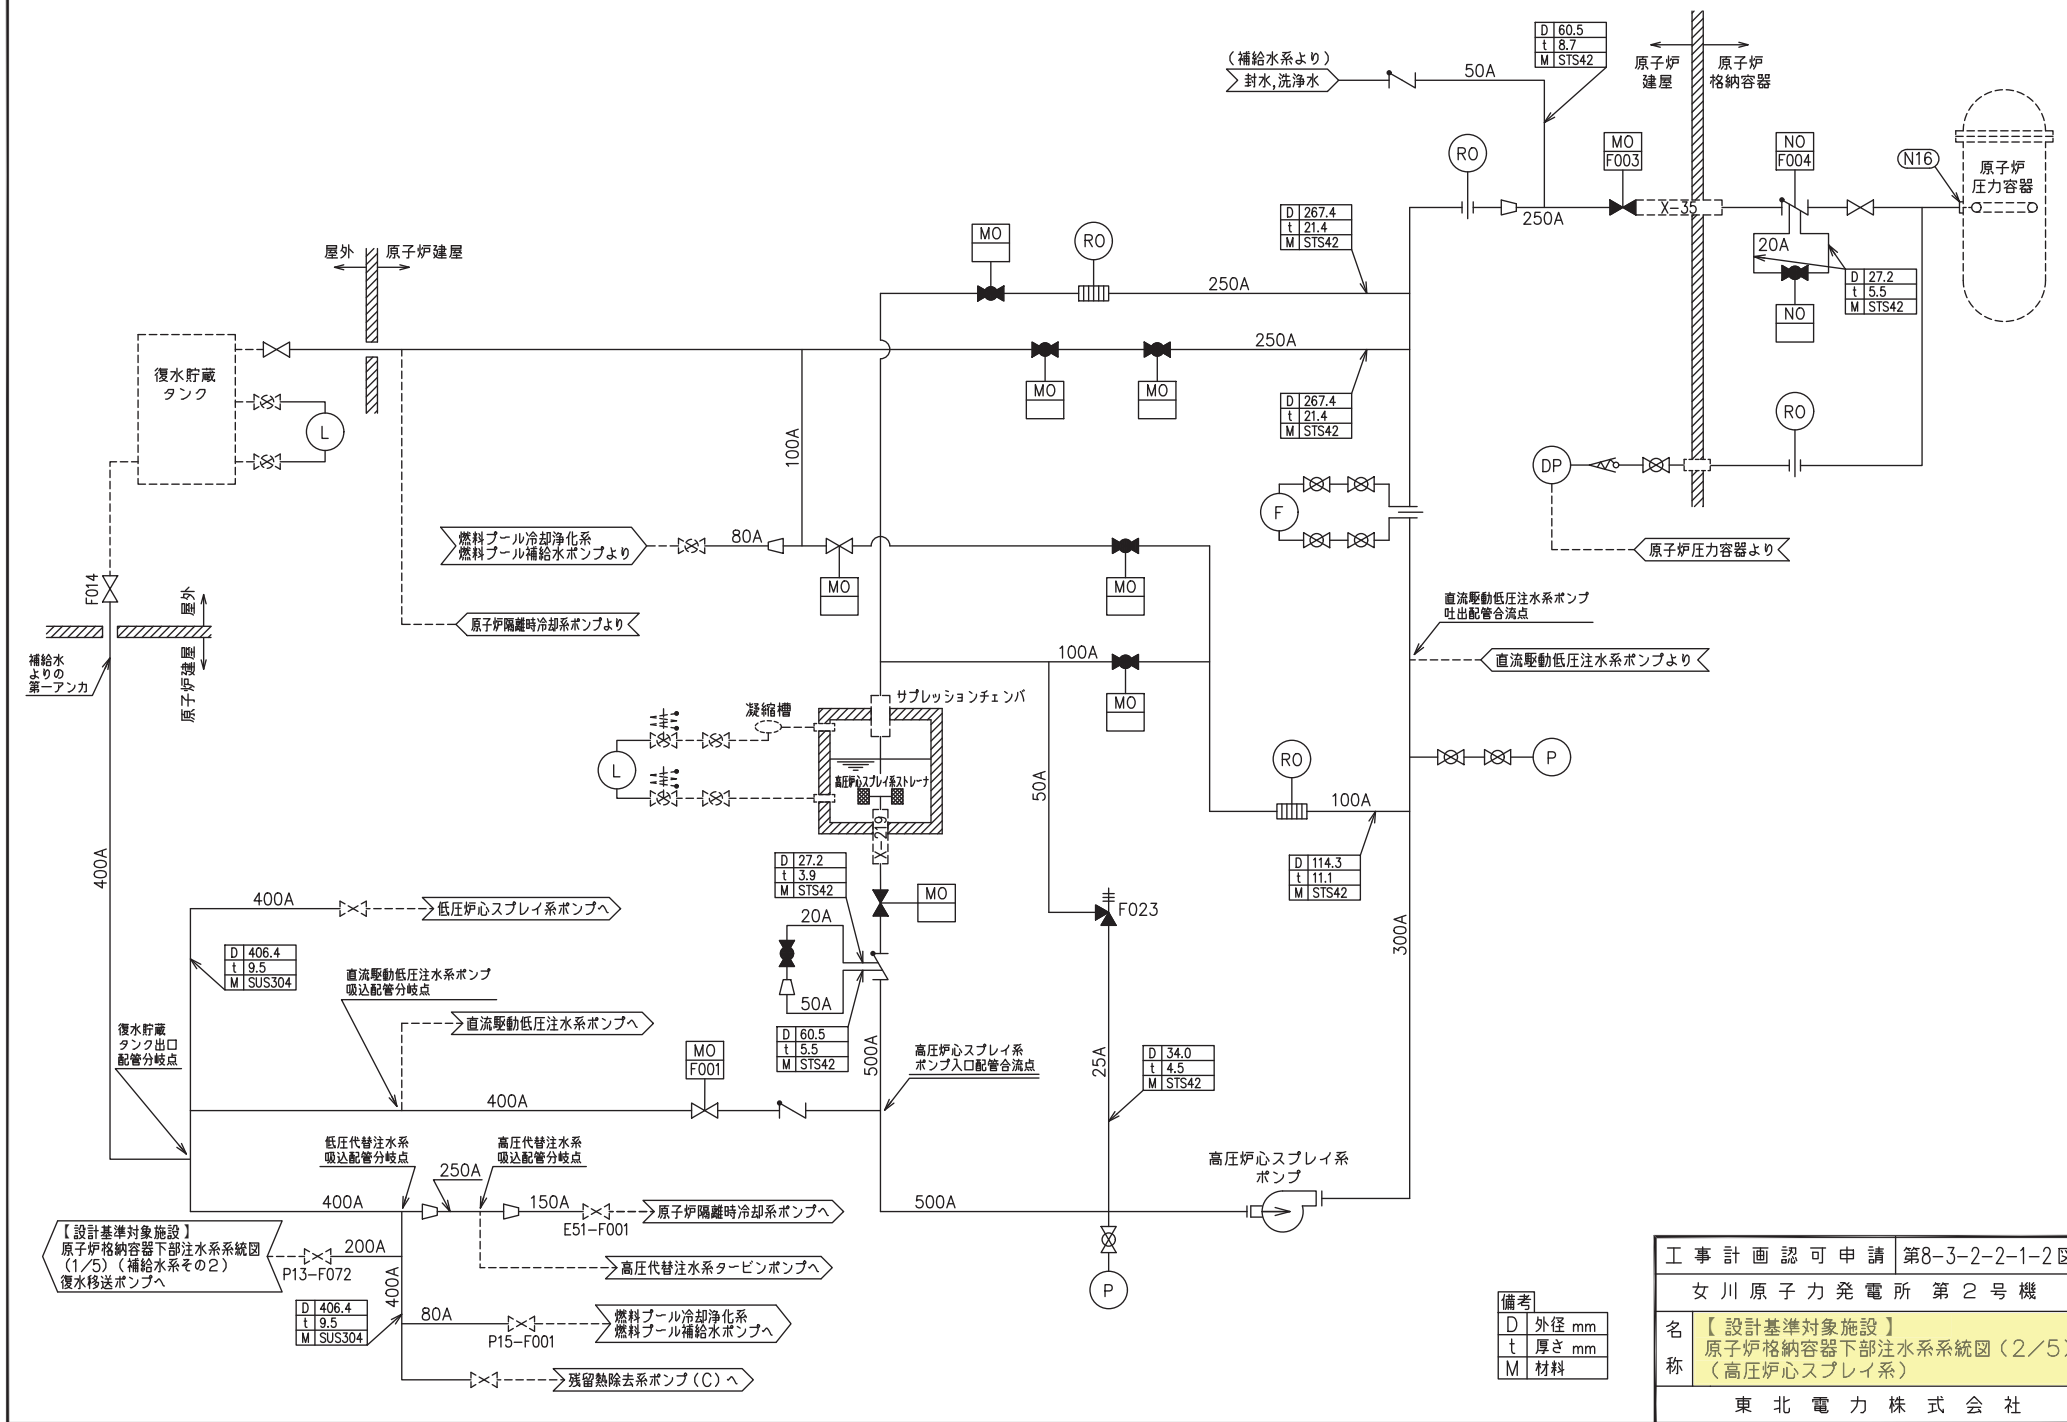 (補給水系より)
封水,洗浄水
50A
D 60.5
t 8.7
M STS42
原子炉
建屋
原子炉
格納容器
RO
MO
F003
NO
F004
N16
原子炉
圧力容器
250A
X-35
20A
D 27.2
t 5.5
M STS42
NO
D 267.4
t 21.4
M STS42
MO
RO
250A
屋外
原子炉建屋
復水貯蔵
タンク
L
250A
MO
MO
D 267.4
t 21.4
M STS42
100A
RO
DP
F
原子炉圧力容器より
燃料プール冷却浄化系
燃料プール補給水ポンプより
80A
MO
MO
F014
屋外
原子炉建屋
原子炉隔離時冷却系ポンプより
直流駆動低圧注水系ポンプ
吐出配管合流点
直流駆動低圧注水系ポンプより
補給水
よりの
第一アンカ
100A
MO
サプレッションチェンバ
凝縮槽
L
高圧炉心スプレイ系ストレーナ
X-219
50A
RO
P
100A
D 114.3
t 11.1
M STS42
400A
D 27.2
t 3.9
M STS42
MO
400A
低圧炉心スプレイ系ポンプへ
20A
F023
300A
D 406.4
t 9.5
M SUS304
直流駆動低圧注水系ポンプ
吸込配管分岐点
50A
直流駆動低圧注水系ポンプへ
復水貯蔵
タンク出口
配管分岐点
D 60.5
t 5.5
M STS42
MO
F001
500A
高圧炉心スプレイ系
ポンプ入口配管合流点
25A
D 34.0
t 4.5
M STS42
400A
低圧代替注水系
吸込配管分岐点
高圧代替注水系
吸込配管分岐点
高圧炉心スプレイ系
ポンプ
250A
400A
150A
原子炉隔離時冷却系ポンプへ
E51-F001
500A
【設計基準対象施設】
原子炉格納容器下部注水系系統図
(1/5)(補給水系その2)
復水移送ポンプへ
200A
P13-F072
400A
高圧代替注水系タービンポンプへ
P
D 406.4
t 9.5
M SUS304
80A
P15-F001
燃料プール冷却浄化系
燃料プール補給水ポンプへ
残留熱除去系ポンプ(C)へ
備考
D 外径 mm
t 厚さ mm
M 材料
工事計画認可申請 第8-3-2-2-1-2図
女川原子力発電所 第2号機
名称
【設計基準対象施設】
原子炉格納容器下部注水系系統図(2/5)
(高圧炉心スプレイ系)
東北電力株式会社